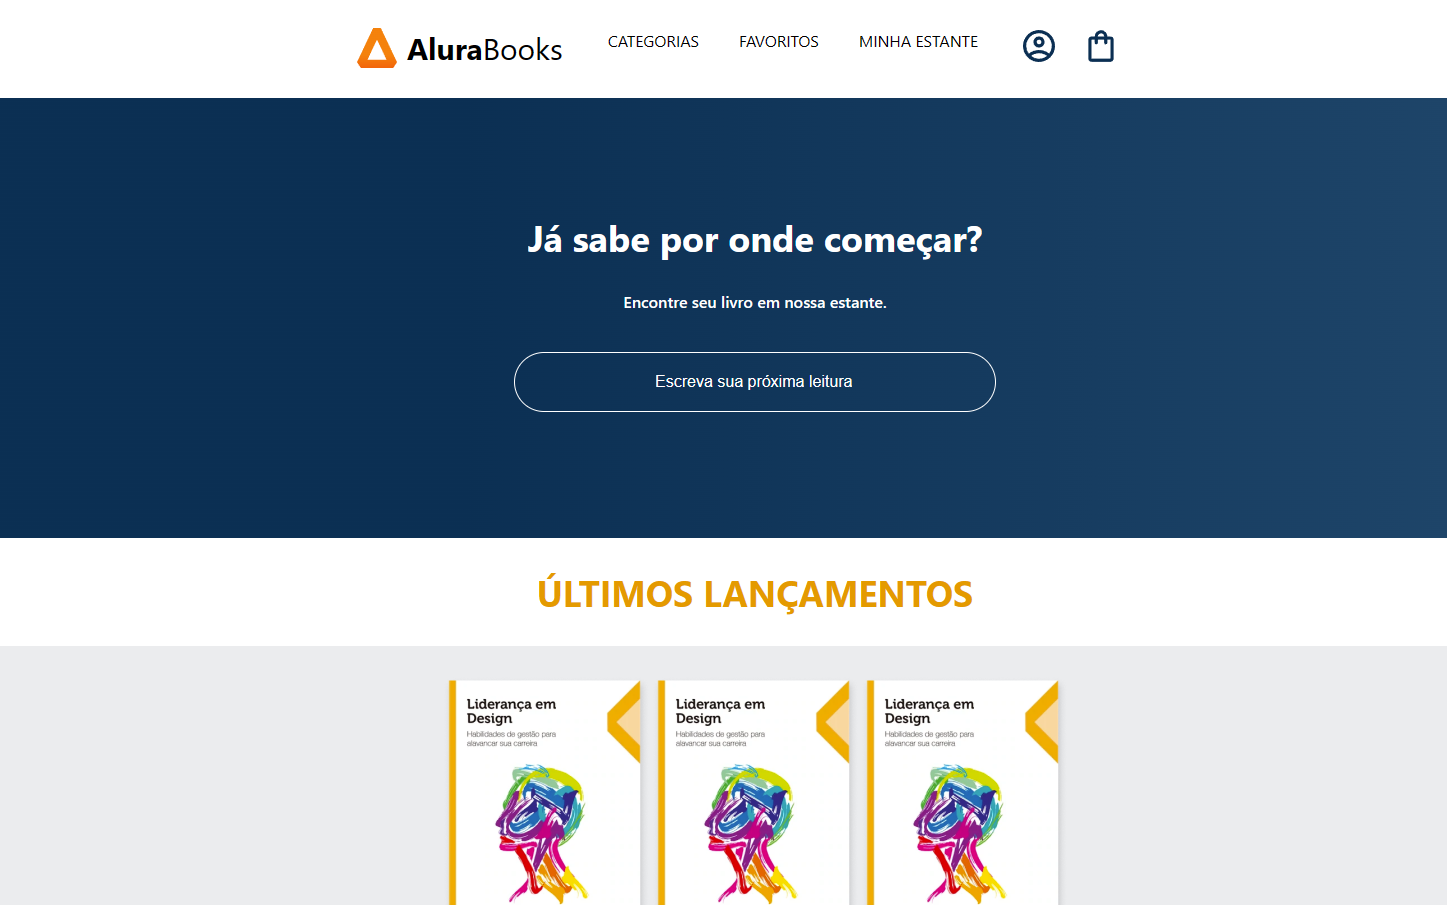 AluraBooks
CATEGORIAS
FAVORITOS
MINHA ESTANTE
Já sabe por onde começar?
Encontre seu livro em nossa estante.
Escreva sua próxima leitura
ÚLTIMOS LANÇAMENTOS
Liderança em
Design
Habilidades de gestão para
alavancar sua carreira
Liderança em
Design
Habilidades de gestão para
alavancar sua carreira
Liderança em
Design
Habilidades de gestão para
alavancar sua carreira